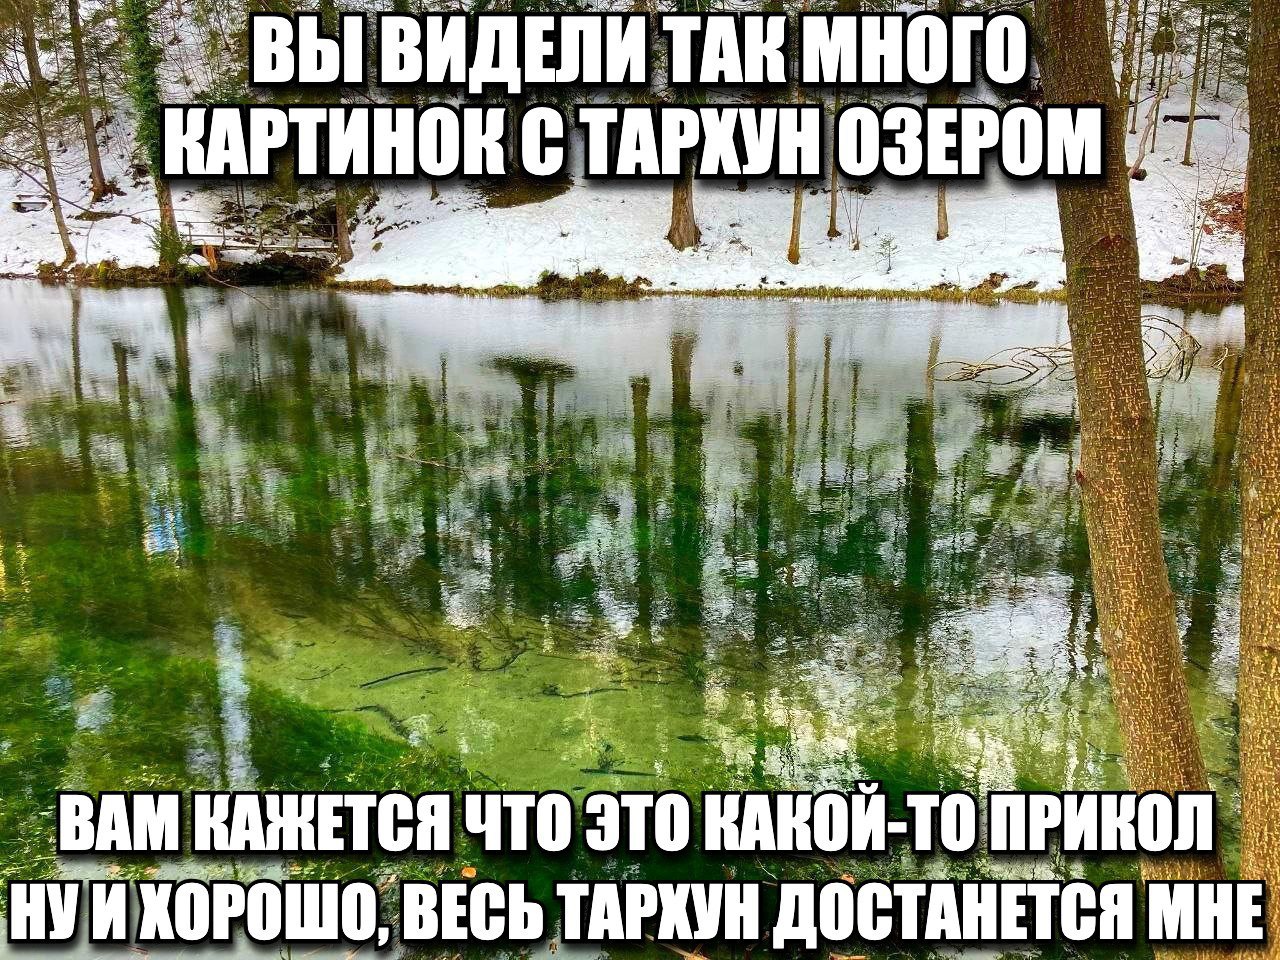 ВЫ ВИДЕЛИ ТАК МНОГО
КАРТИНОК С ТАРХУН ОЗЕРОМ
ВАМ КАЖЕТСЯ ЧТО ЭТО КАКОЙ-ТО ПРИКОЛ
НУ И ХОРОШО, ВЕСЬ ТАРХУН ДОСТАНЕТСЯ МНЕ